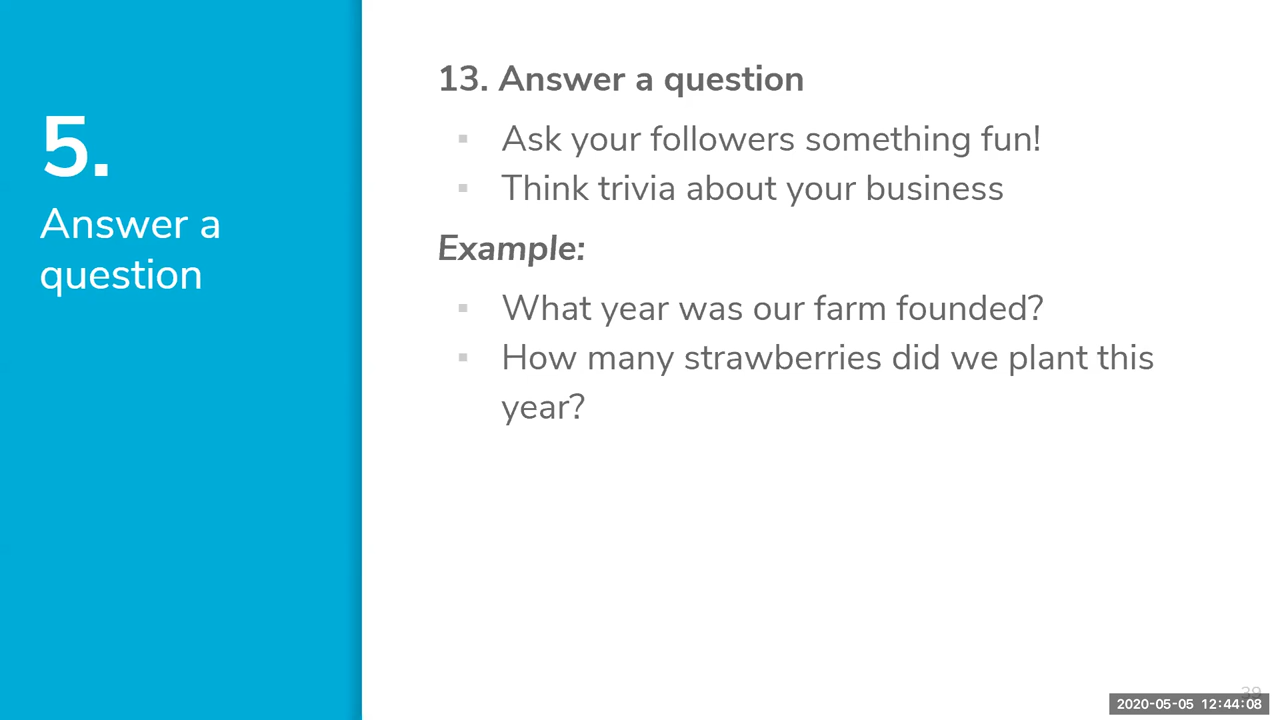 5.
Answer a
question
13. Answer a question
▪ Ask your followers something fun!
▪ Think trivia about your business
Example:
▪ What year was our farm founded?
▪ How many strawberries did we plant this
year?
39
2020-05-05 12:44:08